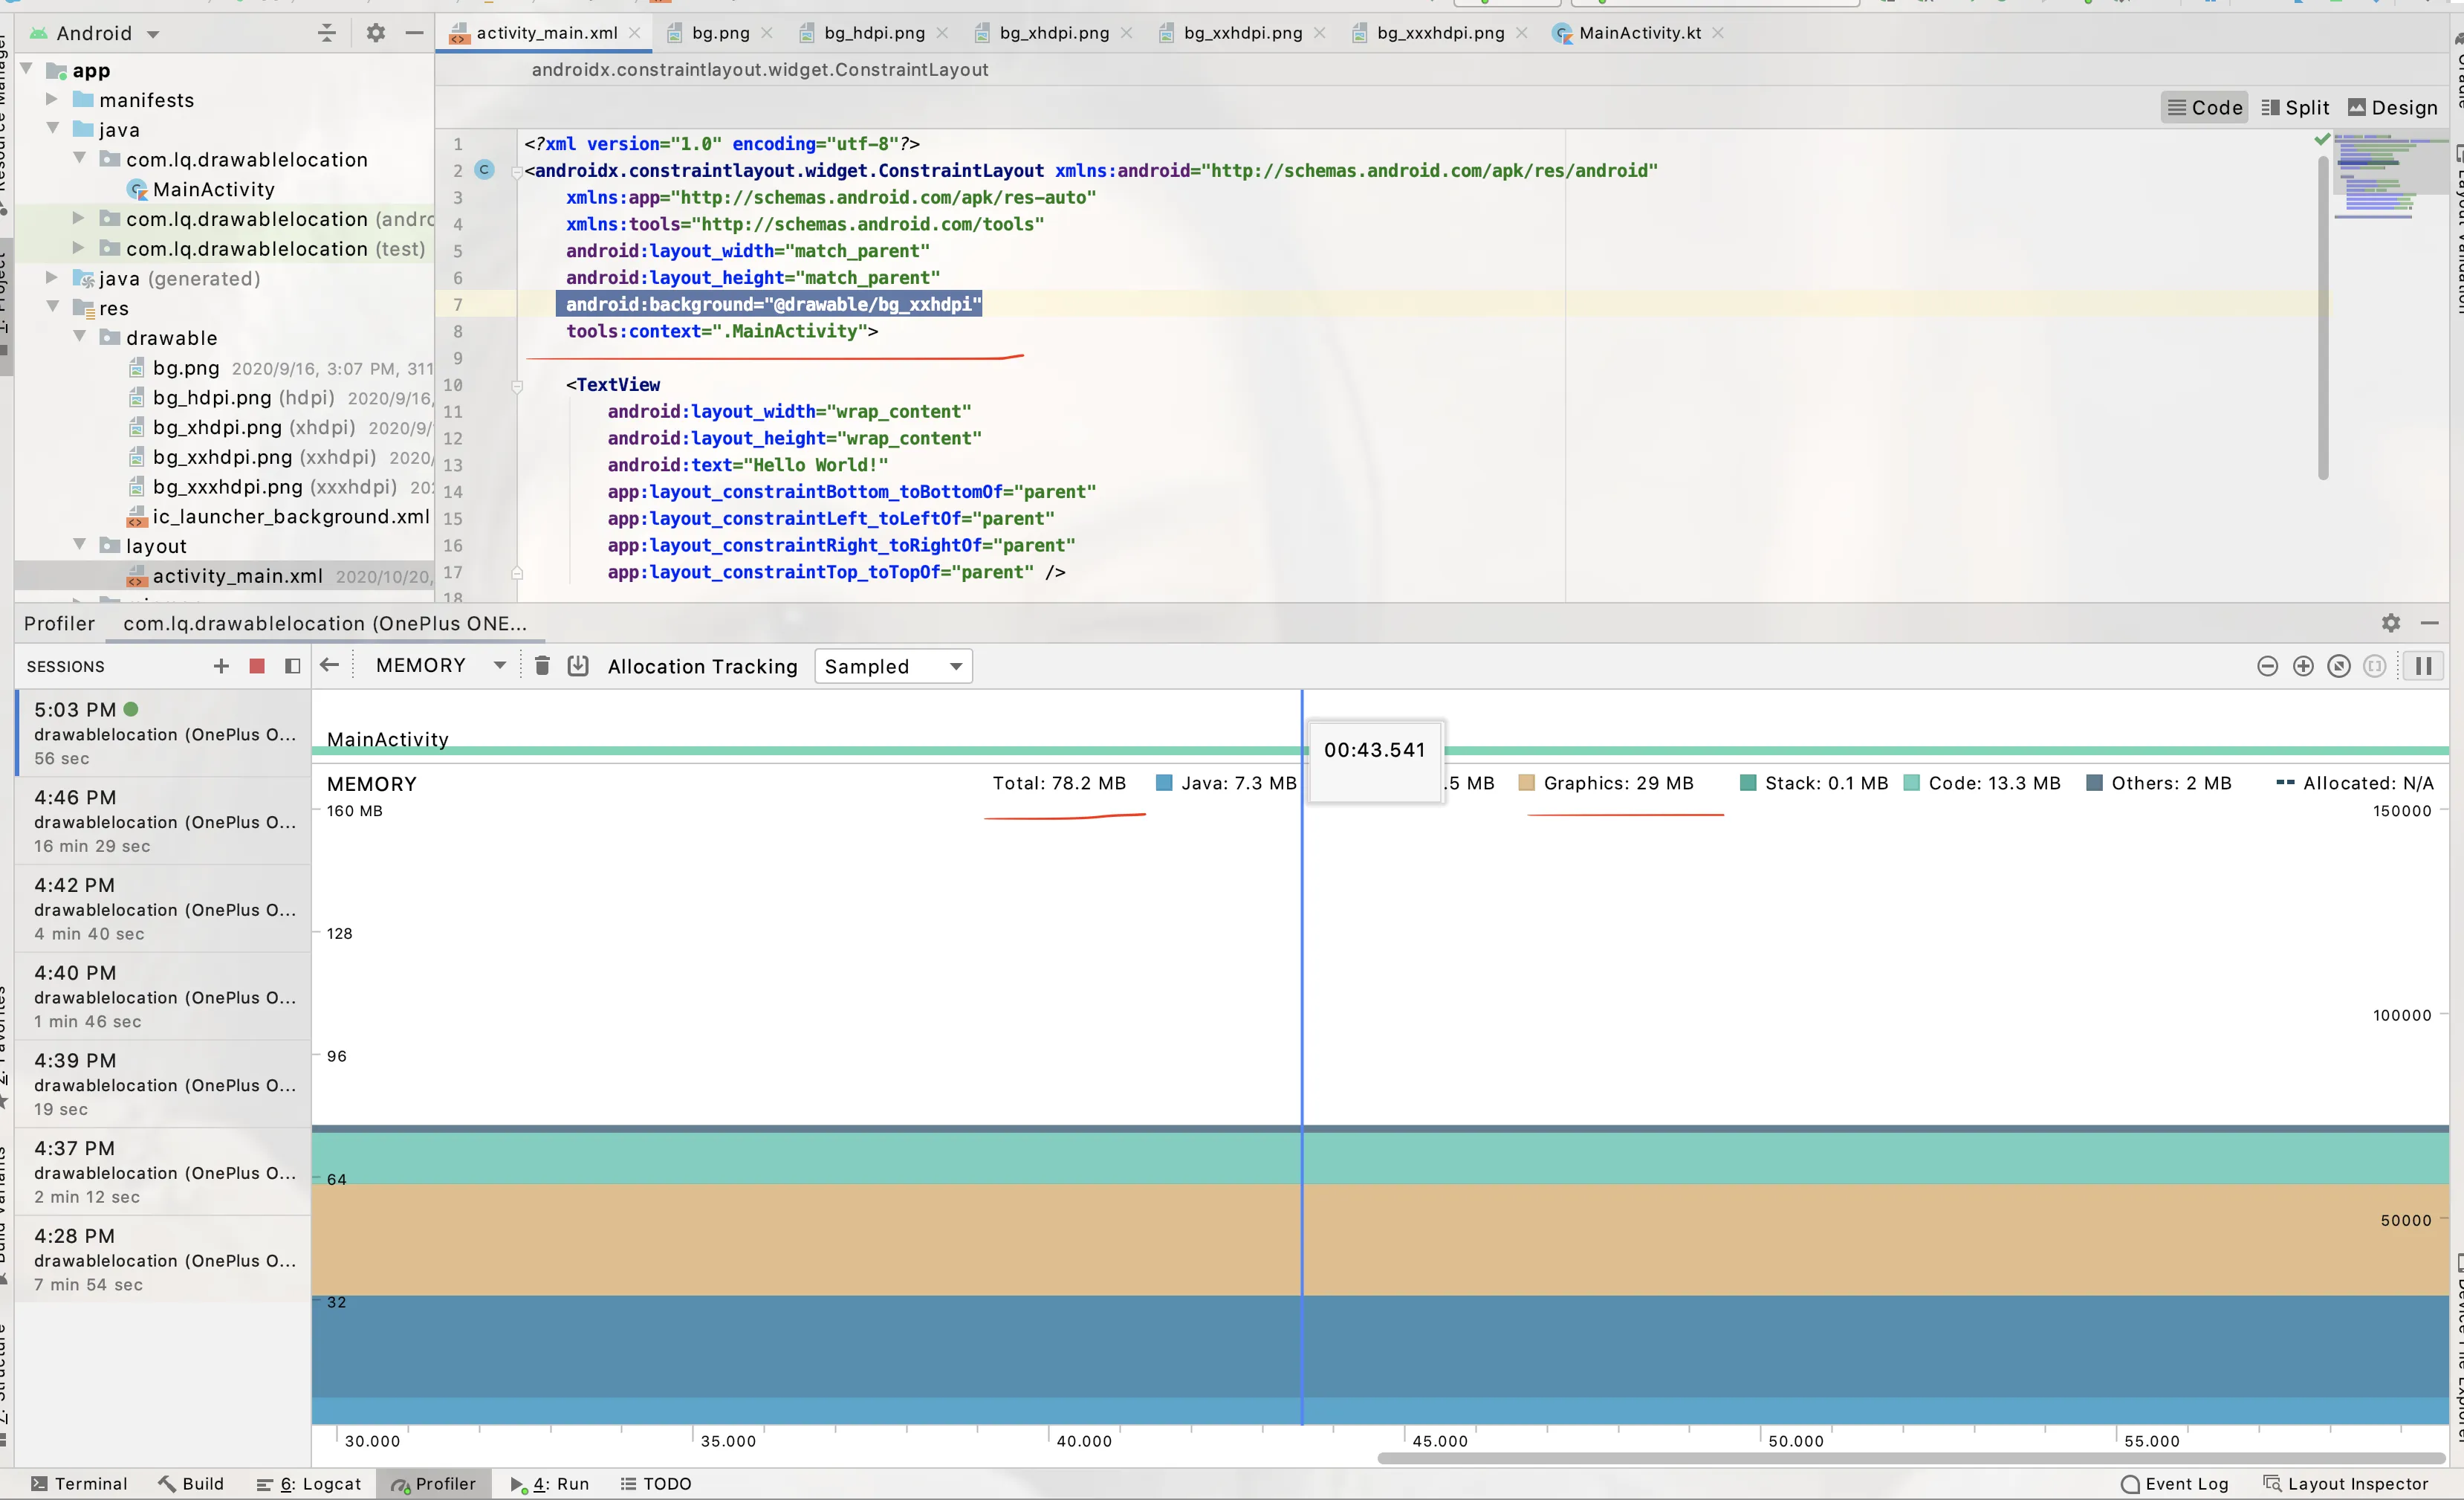 Android
activity_main.xml
bg.png
bg_hdpi.png
bg_xhdpi.png
bg_xxhdpi.png
bg_xxxhdpi.png
MainActivity.kt
app
manifests
java
com.lq.drawablelocation
MainActivity
com.lq.drawablelocation (andro
com.lq.drawablelocation (test)
java (generated)
res
drawable
bg.png 2020/9/16, 3:07 PM, 311
bg_hdpi.png (hdpi) 2020/9/16,
bg_xhdpi.png (xhdpi) 2020/9/
bg_xxhdpi.png (xxhdpi) 2020/
bg_xxxhdpi.png (xxxhdpi) 20
ic_launcher_background.xml
layout
activity_main.xml 2020/10/20,
androidx.constraintlayout.widget.ConstraintLayout
Code Split Design
1 <?xml version="1.0" encoding="utf-8"?>
2 <androidx.constraintlayout.widget.ConstraintLayout xmlns:android="http://schemas.android.com/apk/res/android"
3 xmlns:app="http://schemas.android.com/apk/res-auto"
4 xmlns:tools="http://schemas.android.com/tools"
5 android:layout_width="match_parent"
6 android:layout_height="match_parent"
7 android:background="@drawable/bg_xxhdpi"
8 tools:context=".MainActivity">
9
10 <TextView
11 android:layout_width="wrap_content"
12 android:layout_height="wrap_content"
13 android:text="Hello World!"
14 app:layout_constraintBottom_toBottomOf="parent"
15 app:layout_constraintLeft_toLeftOf="parent"
16 app:layout_constraintRight_toRightOf="parent"
17 app:layout_constraintTop_toTopOf="parent" />
18
Profiler com.lq.drawablelocation (OnePlus ONE...
SESSIONS
MEMORY
Allocation Tracking
Sampled
5:03 PM
drawablelocation (OnePlus O...
56 sec
4:46 PM
drawablelocation (OnePlus O...
16 min 29 sec
4:42 PM
drawablelocation (OnePlus O...
4 min 40 sec
4:40 PM
drawablelocation (OnePlus O...
1 min 46 sec
4:39 PM
drawablelocation (OnePlus O...
19 sec
4:37 PM
drawablelocation (OnePlus O...
2 min 12 sec
4:28 PM
drawablelocation (OnePlus O...
7 min 54 sec
MainActivity
00:43.541
MEMORY
Total: 78.2 MB Java: 7.3 MB .5 MB Graphics: 29 MB Stack: 0.1 MB Code: 13.3 MB Others: 2 MB Allocated: N/A
160 MB
150000
128
100000
96
64
50000
32
30.000 35.000 40.000 45.000 50.000 55.000
Terminal Build 6: Logcat Profiler 4: Run TODO Event Log Layout Inspector